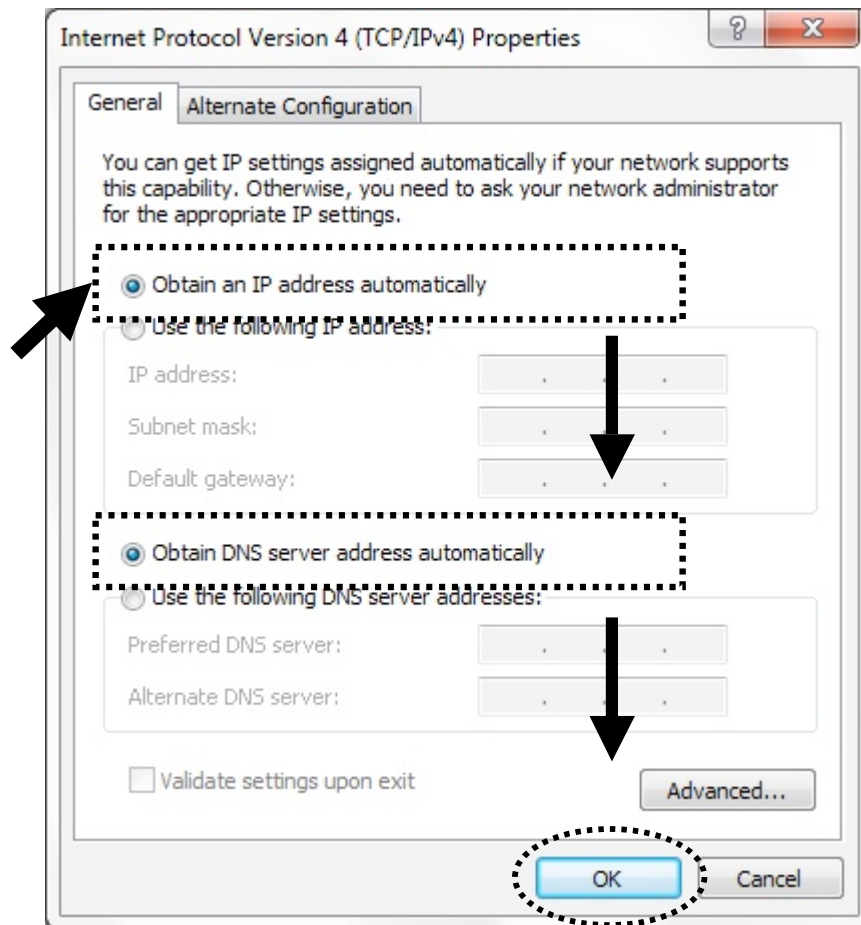 Internet Protocol Version 4 (TCP/IPv4) Properties
General
Alternate Configuration
You can get IP settings assigned automatically if your network supports
this capability. Otherwise, you need to ask your network administrator
for the appropriate IP settings.
Obtain an IP address automatically
Use the following IP address:
IP address:
Subnet mask:
Default gateway:
Obtain DNS server address automatically
Use the following DNS server addresses:
Preferred DNS server:
Alternate DNS server:
Validate settings upon exit
Advanced...
OK
Cancel